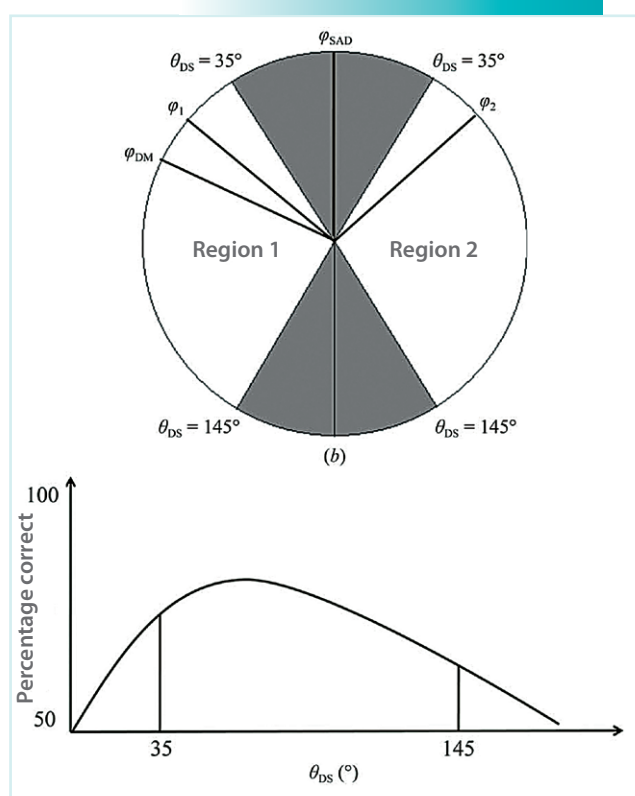 φSAD
θDS = 35° θDS = 35°
φ1 φ2
φDM
Region 1 Region 2
θDS = 145° θDS = 145°
(b)
100
Percentage correct
50
35 145
θDS (°)